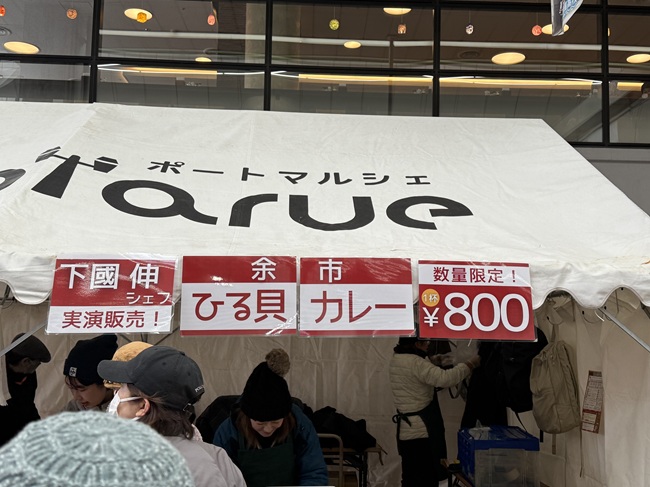 ポートマルシェ
tarue
下國 伸
シェフ
実演販売!
余市
ひる貝カレー
数量限定!
1杯
¥800